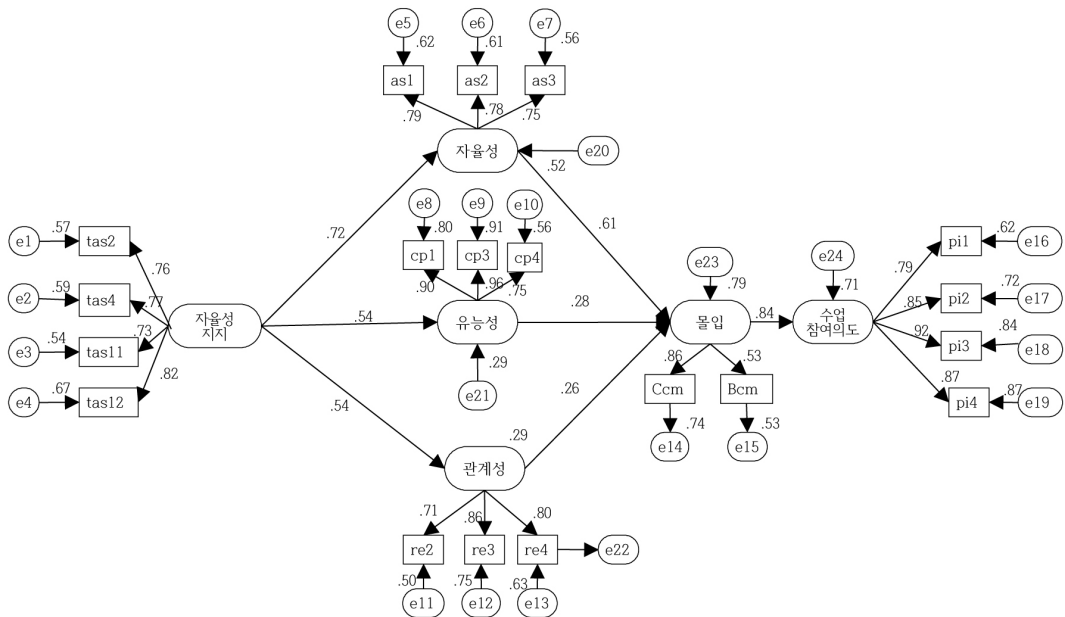 e5
e6
e7
.62
.61
.56
as1
as2
as3
.79
.78
.75
자율성
e20
.52
e8
e9
e10
.80
.91
.56
cp1
cp3
cp4
.90
.96
.75
.72
.61
e1
.57
tas2
.76
e2
.59
tas4
.77
e3
.54
tas11
.73
e4
.67
tas12
.82
자율성
지지
.54
유능성
.28
.29
e21
.54
.26
e23
.79
몰입
.84
e24
.71
수업
참여의도
.86
.53
Ccm
Bcm
.74
.53
e14
e15
.79
pi1
.62
e16
.85
pi2
.72
e17
.92
pi3
.84
e18
.87
pi4
.87
e19
.29
관계성
.71
.86
.80
re2
re3
re4
e22
.50
.75
.63
e11
e12
e13